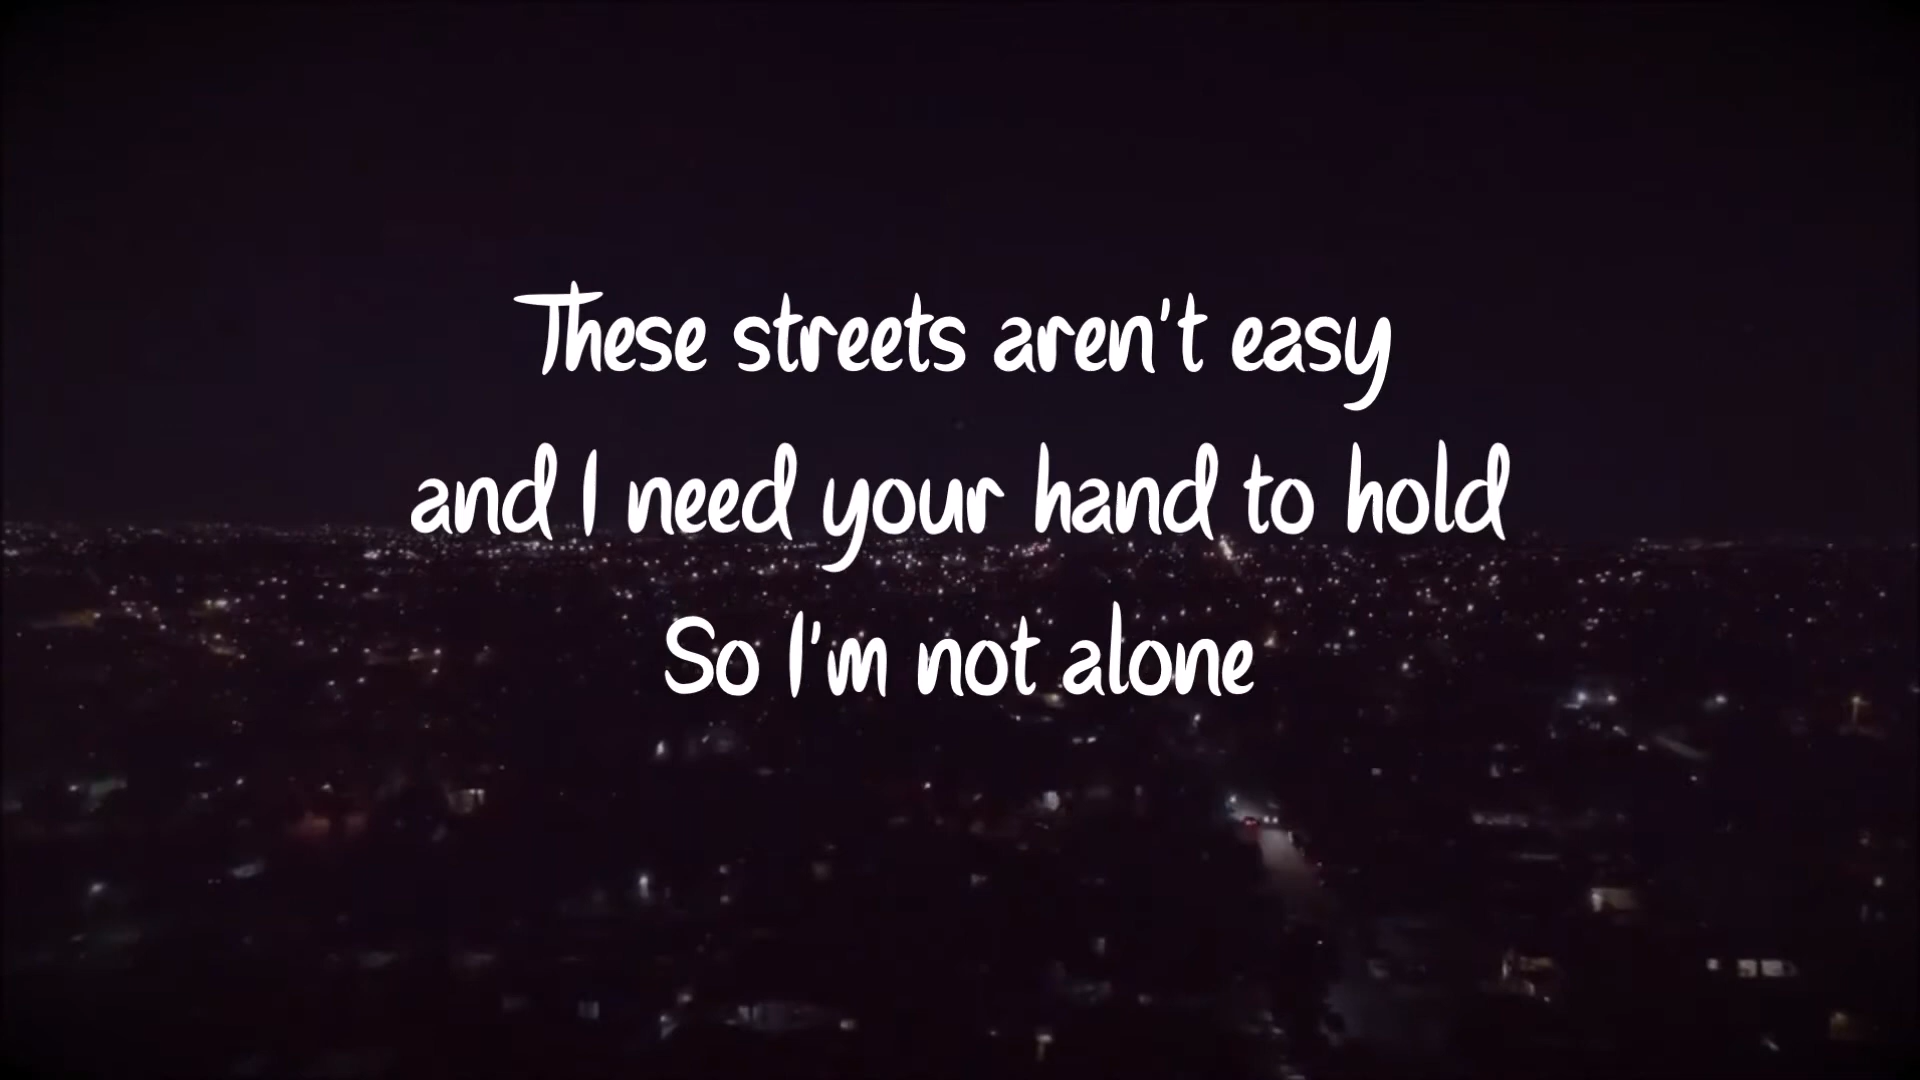 These streets aren't easy
and I need your hand to hold
So I'm not alone